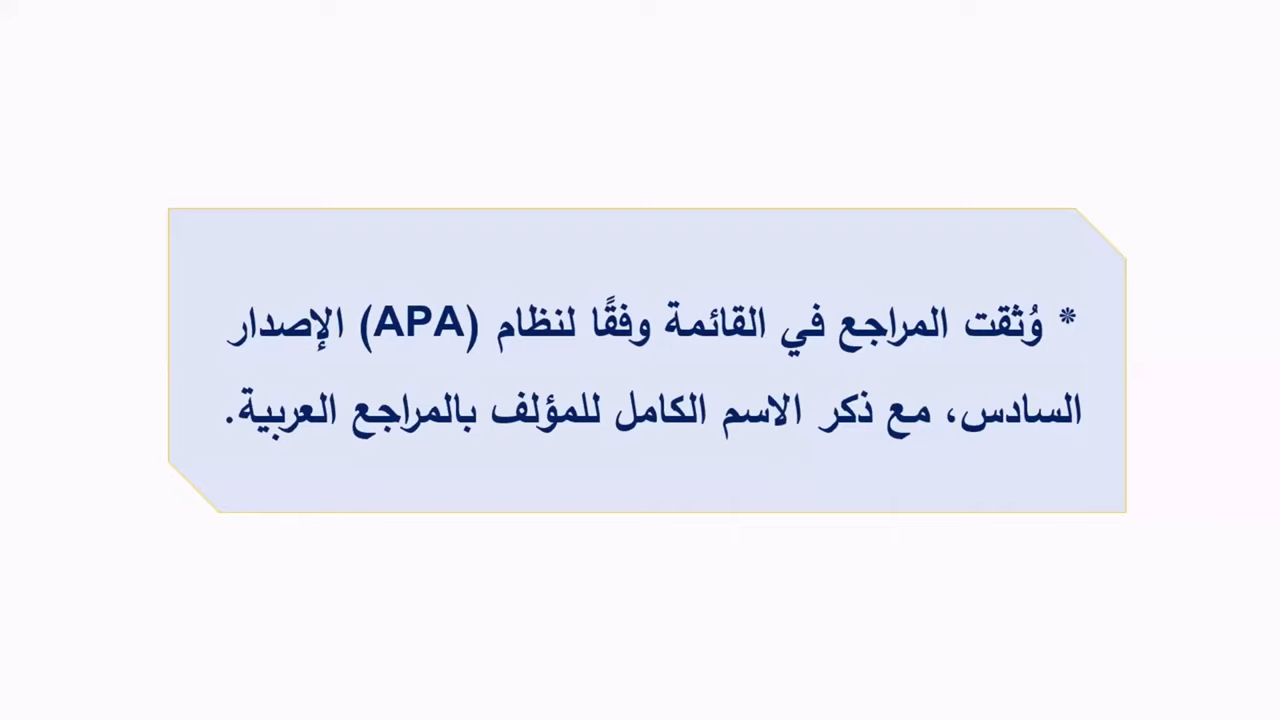 * وُثقت المراجع في القائمة وفقًا لنظام (APA) الإصدار
السادس، مع ذكر الاسم الكامل للمؤلف بالمراجع العربية.